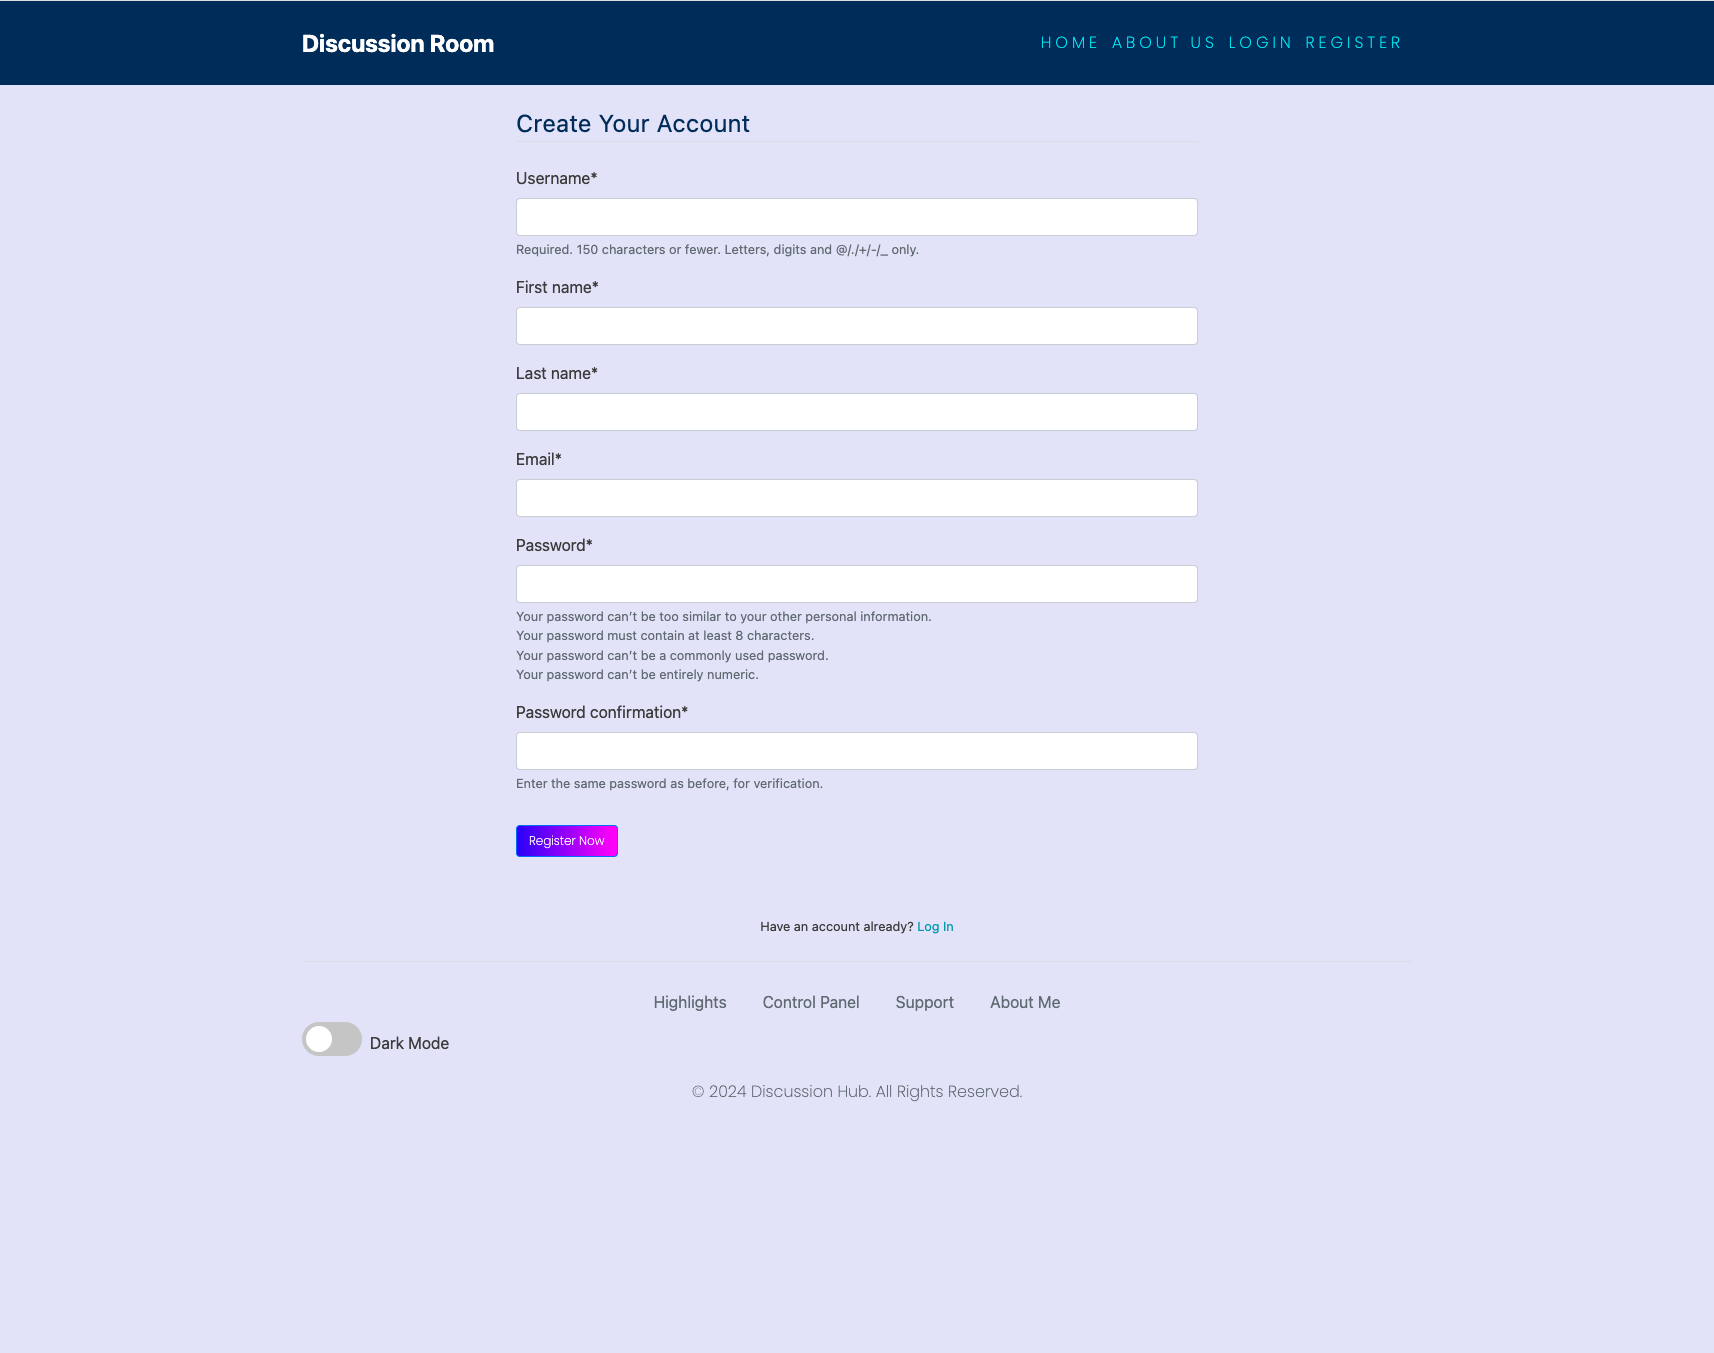 Discussion Room
HOME ABOUT US LOGIN REGISTER
Create Your Account
Username*
Required. 150 characters or fewer. Letters, digits and @/./+/-/_ only.
First name*
Last name*
Email*
Password*
Your password can't be too similar to your other personal information.
Your password must contain at least 8 characters.
Your password can't be a commonly used password.
Your password can't be entirely numeric.
Password confirmation*
Enter the same password as before, for verification.
Register Now
Have an account already? Log In
Highlights Control Panel Support About Me
Dark Mode
© 2024 Discussion Hub. All Rights Reserved.